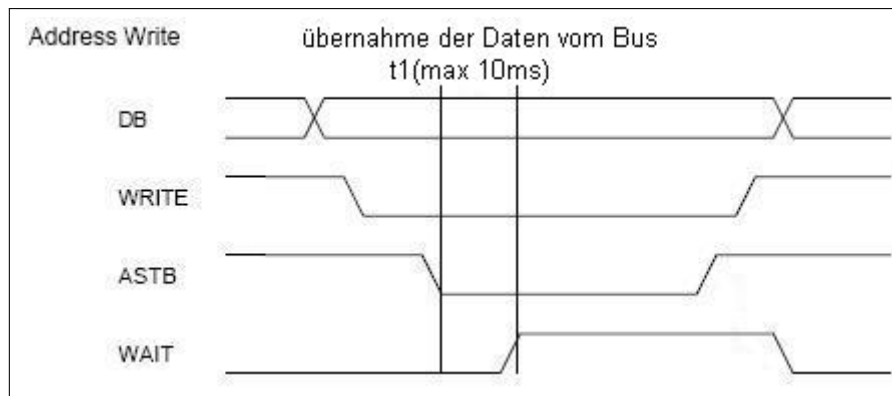 Address Write
übernahme der Daten vom Bus
t1(max 10ms)
DB
WRITE
ASTB
WAIT